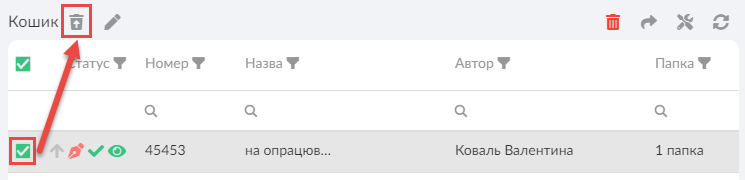 Кошик
Статус Номер Назва Автор Папка
45453 на опрацюв... Коваль Валентина 1 папка